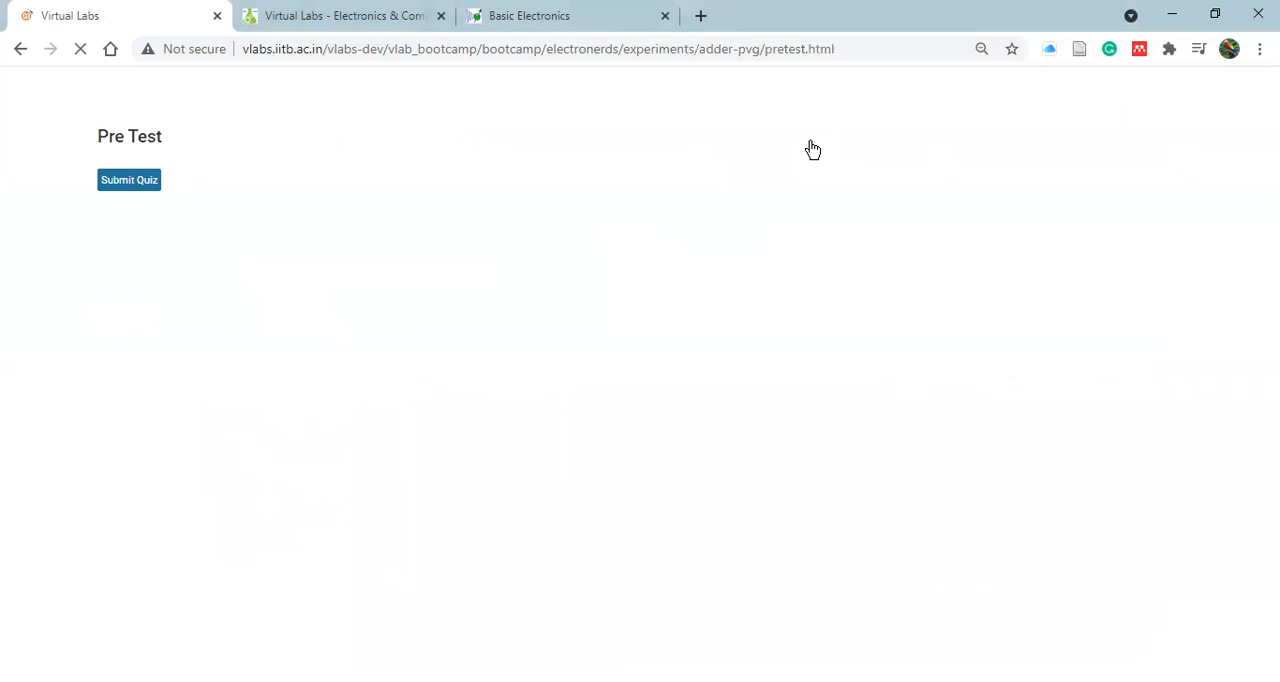 Virtual Labs
Virtual Labs - Electronics & Com
Basic Electronics
Not secure
vlabs.iitb.ac.in/vlabs-dev/vlab_bootcamp/bootcamp/electronerds/experiments/adder-pvg/pretest.html
Pre Test
Submit Quiz